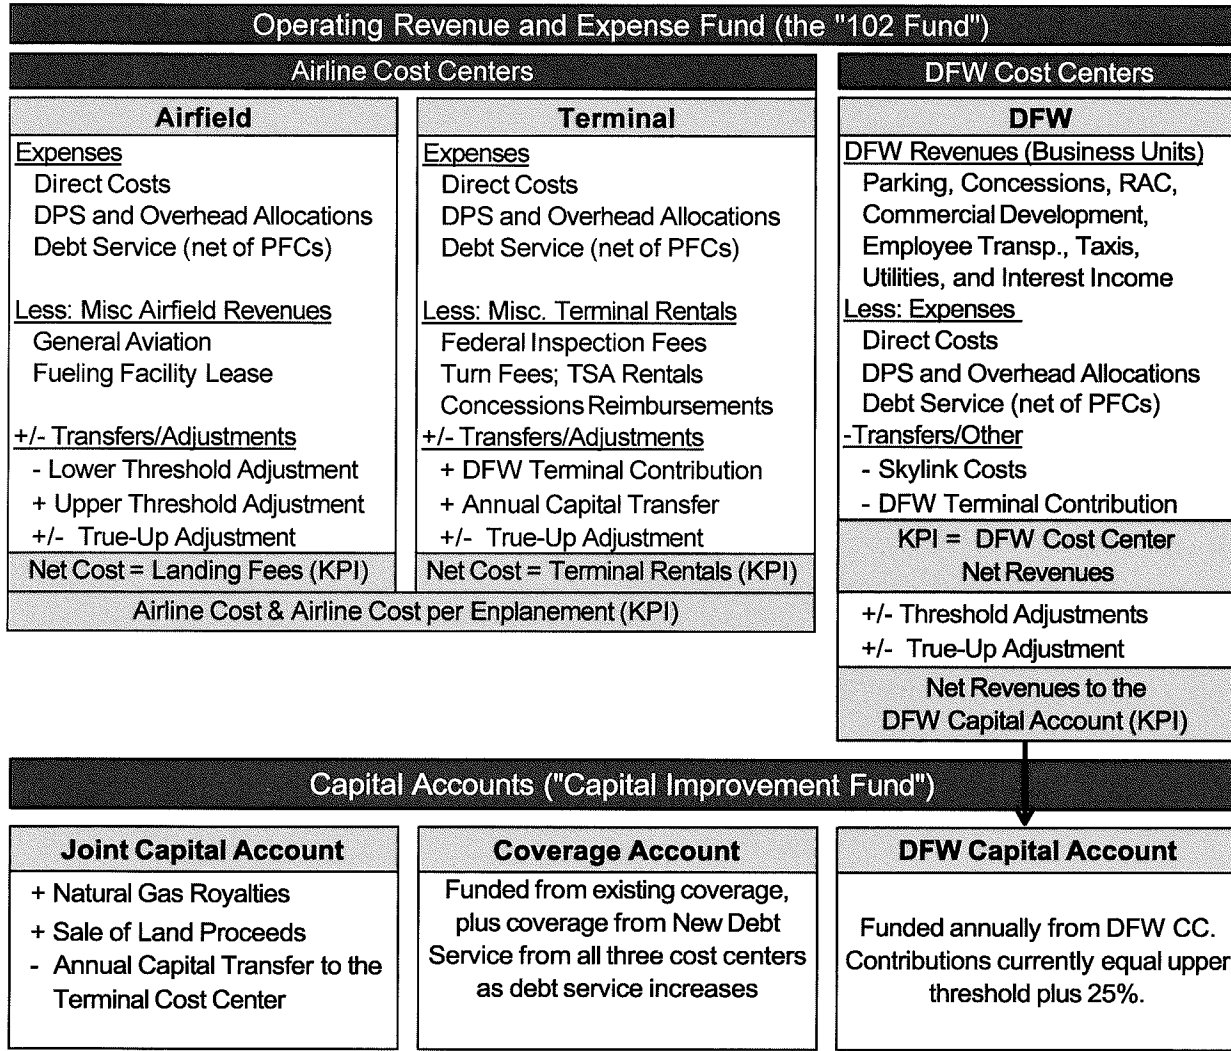 Operating Revenue and Expense Fund (the "102 Fund")
Airline Cost Centers
Airfield
Expenses
Direct Costs
DPS and Overhead Allocations
Debt Service (net of PFCs)
Less: Misc Airfield Revenues
General Aviation
Fueling Facility Lease
+/- Transfers/Adjustments
- Lower Threshold Adjustment
+ Upper Threshold Adjustment
+/- True-Up Adjustment
Net Cost = Landing Fees (KPI)
Terminal
Expenses
Direct Costs
DPS and Overhead Allocations
Debt Service (net of PFCs)
Less: Misc. Terminal Rentals
Federal Inspection Fees
Turn Fees; TSA Rentals
Concessions Reimbursements
+/- Transfers/Adjustments
+ DFW Terminal Contribution
+ Annual Capital Transfer
+/- True-Up Adjustment
Net Cost = Terminal Rentals (KPI)
Airline Cost & Airline Cost per Enplanement (KPI)
DFW Cost Centers
DFW
DFW Revenues (Business Units)
Parking, Concessions, RAC,
Commercial Development,
Employee Transp., Taxis,
Utilities, and Interest Income
Less: Expenses
Direct Costs
DPS and Overhead Allocations
Debt Service (net of PFCs)
-Transfers/Other
- Skylink Costs
- DFW Terminal Contribution
KPI = DFW Cost Center
Net Revenues
+/- Threshold Adjustments
+/- True-Up Adjustment
Net Revenues to the
DFW Capital Account (KPI)
Capital Accounts ("Capital Improvement Fund")
Joint Capital Account
+ Natural Gas Royalties
+ Sale of Land Proceeds
- Annual Capital Transfer to the
Terminal Cost Center
Coverage Account
Funded from existing coverage,
plus coverage from New Debt
Service from all three cost centers
as debt service increases
DFW Capital Account
Funded annually from DFW CC.
Contributions currently equal upper
threshold plus 25%.